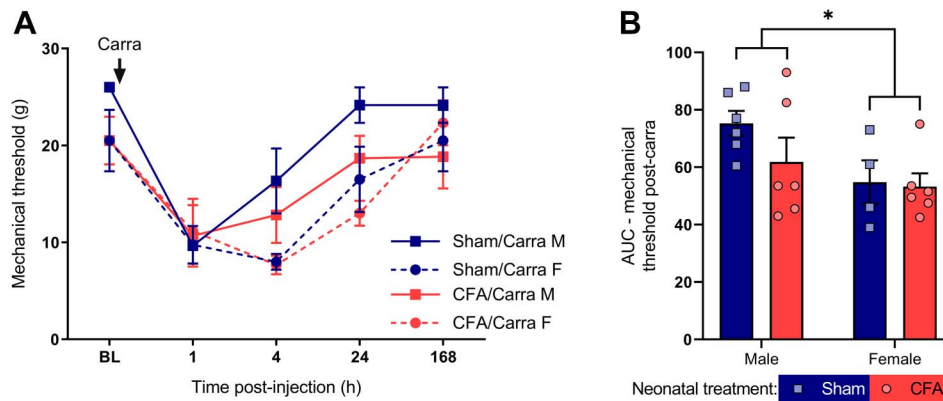 A
Carra
Mechanical threshold (g)
30
20
10
0
BL
1
4
24
168
Time post-injection (h)
Sham/Carra M
Sham/Carra F
CFA/Carra M
CFA/Carra F
B
*
AUC - mechanical
threshold post-carra
100
80
60
40
20
0
Male
Female
Neonatal treatment: Sham CFA